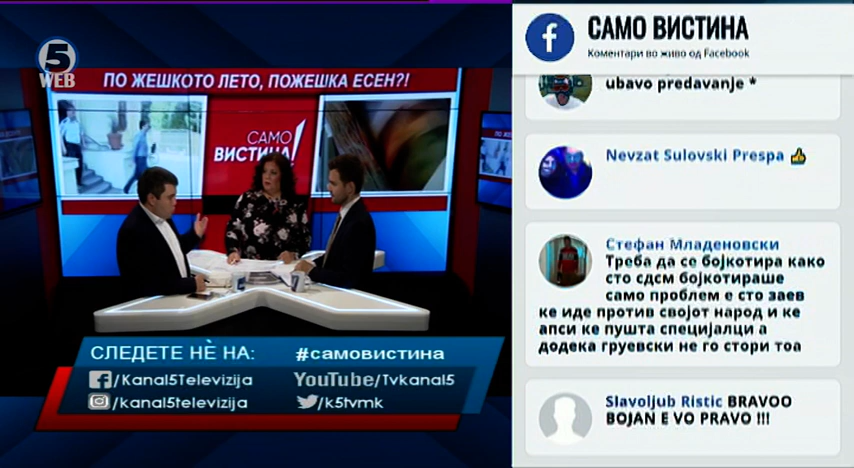 5
WEB
ПО ЖЕШКОТО ЛЕТО, ПОЖЕШКА ЕСЕН?!
САМО
ВИСТИНА!
СЛЕДЕТЕ НÈ НА: #самовистина
/Kanal5Televizija YouTube/Tvkanal5
/kanal5televizija /k5tvmk
САМО ВИСТИНА
Коментари во живо од Facebook
ubavo predavanje *
Nevzat Sulovski Prespa 👍
Стефан Младеновски
Треба да се бојкотира како
сто сдсм бојкотираше
само проблем е сто заев
ке иде против својот народ и ке
апси ке пушта специјалци а
додека груевски не го стори тоа
Slavoljub Ristic BRAVOO
BOJAN E VO PRAVO !!!